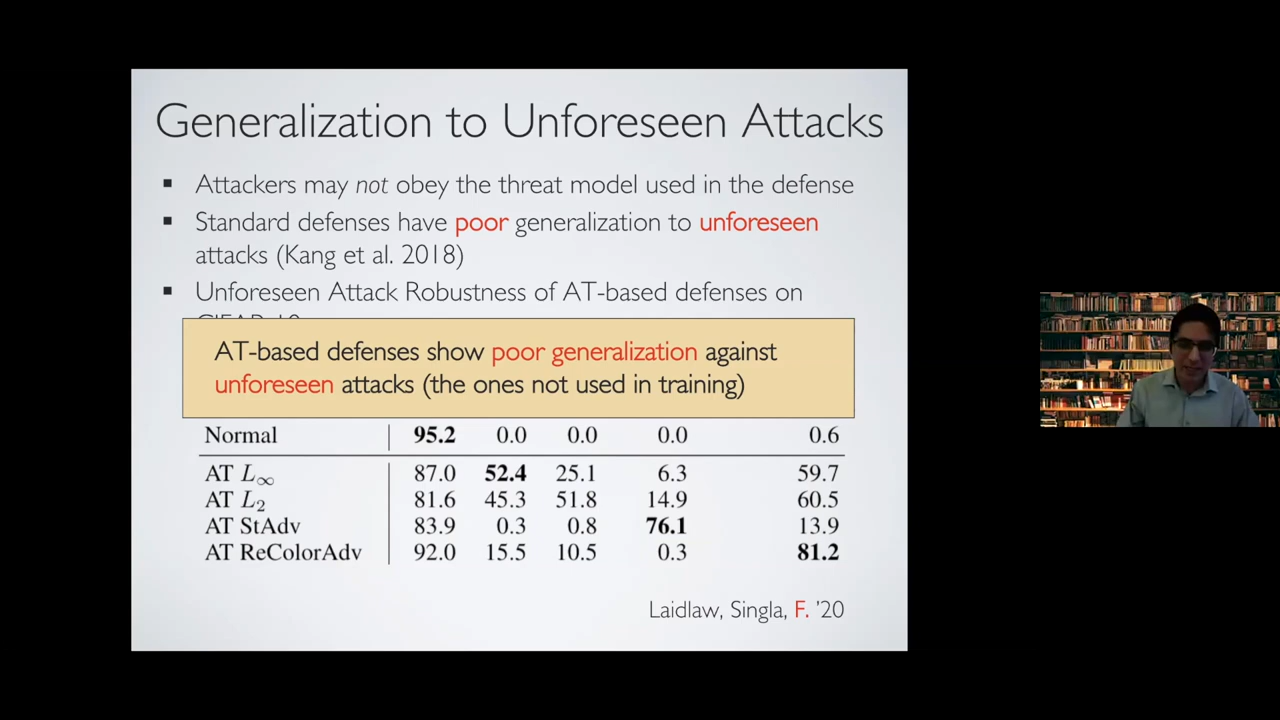 Generalization to Unforeseen Attacks
▪ Attackers may not obey the threat model used in the defense
▪ Standard defenses have poor generalization to unforeseen
attacks (Kang et al. 2018)
▪ Unforeseen Attack Robustness of AT-based defenses on
AT-based defenses show poor generalization against
unforeseen attacks (the ones not used in training)
Normal 95.2 0.0 0.0 0.0 0.6
AT L∞ 87.0 52.4 25.1 6.3 59.7
AT L2 81.6 45.3 51.8 14.9 60.5
AT StAdv 83.9 0.3 0.8 76.1 13.9
AT ReColorAdv 92.0 15.5 10.5 0.3 81.2
Laidlaw, Singla, F. '20